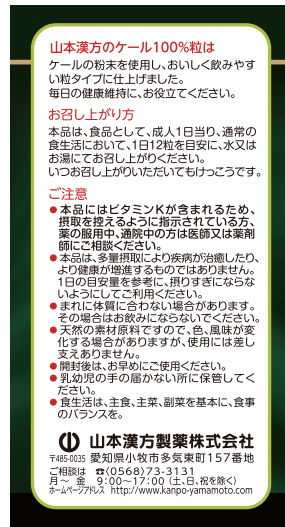 山本漢方のケール100%粒は
ケールの粉末を使用し、おいしく飲みやす
い粒タイプに仕上げました。
毎日の健康維持に、お役立てください。
お召し上がり方
本品は、食品として、成人1日当り、通常の
食生活において、1日12粒を目安に、水又は
お湯にてお召し上がりください。
いつお召し上がりいただいてもけっこうです。
ご注意
●本品にはビタミンKが含まれるため、
摂取を控えるように指示されている方、
薬の服用中、通院中の方は医師又は薬剤
師にご相談ください。
●本品は、多量摂取により疾病が治癒したり、
より健康が増進するものではありません。
1日の目安量を参考に、摂りすぎにならな
いようにしてご利用ください。
●まれに体質に合わない場合があります。
その場合はお飲みにならないでください。
●天然の素材原料ですので、色、風味が変
化する場合がありますが、使用には差し
支えありません。
●開封後は、お早めにご使用ください。
●乳幼児の手の届かない所に保管してく
ださい。
●食生活は、主食、主菜、副菜を基本に、食事
のバランスを。
山本漢方製薬株式会社
〒485-0035 愛知県小牧市多気東町157番地
ご相談は ☎(0568)73-3131
月〜金 9:00〜17:00(土、日、祝を除く)
ホームページアドレス http://www.kanpo-yamamoto.com